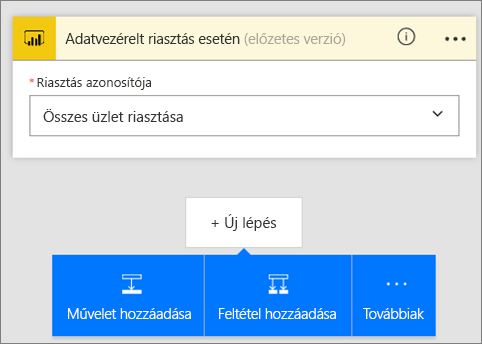 Adatvezérelt riasztás esetén (előzetes verzió)
* Riasztás azonosítója
Összes üzlet riasztása
+ Új lépés
Művelet hozzáadása Feltétel hozzáadása Továbbiak